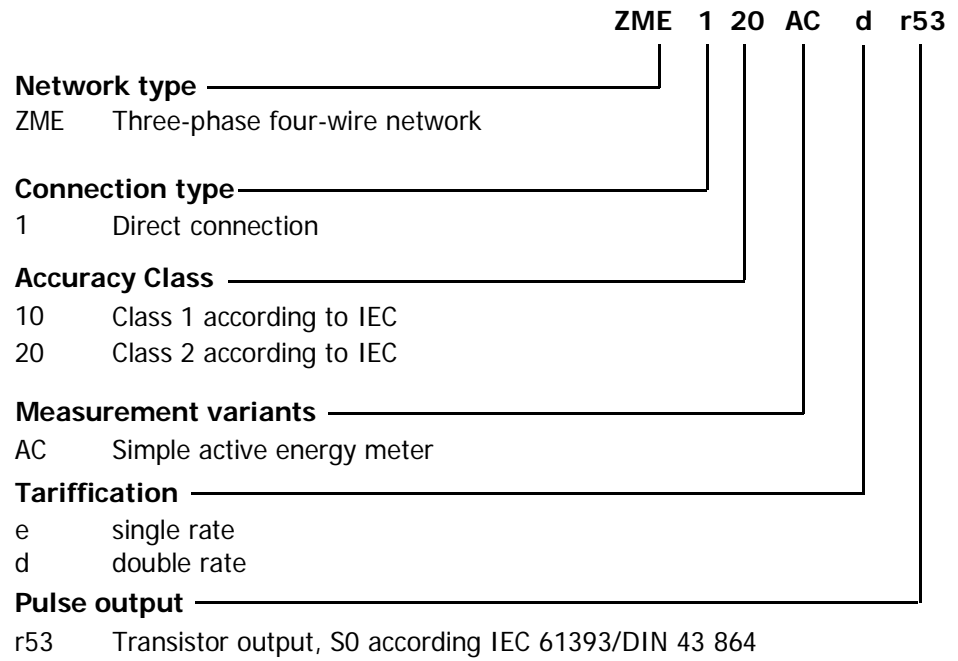 ZME 1 20 AC d r53
Network type
ZME Three-phase four-wire network
Connection type
1 Direct connection
Accuracy Class
10 Class 1 according to IEC
20 Class 2 according to IEC
Measurement variants
AC Simple active energy meter
Tariffication
e single rate
d double rate
Pulse output
r53 Transistor output, S0 according IEC 61393/DIN 43 864